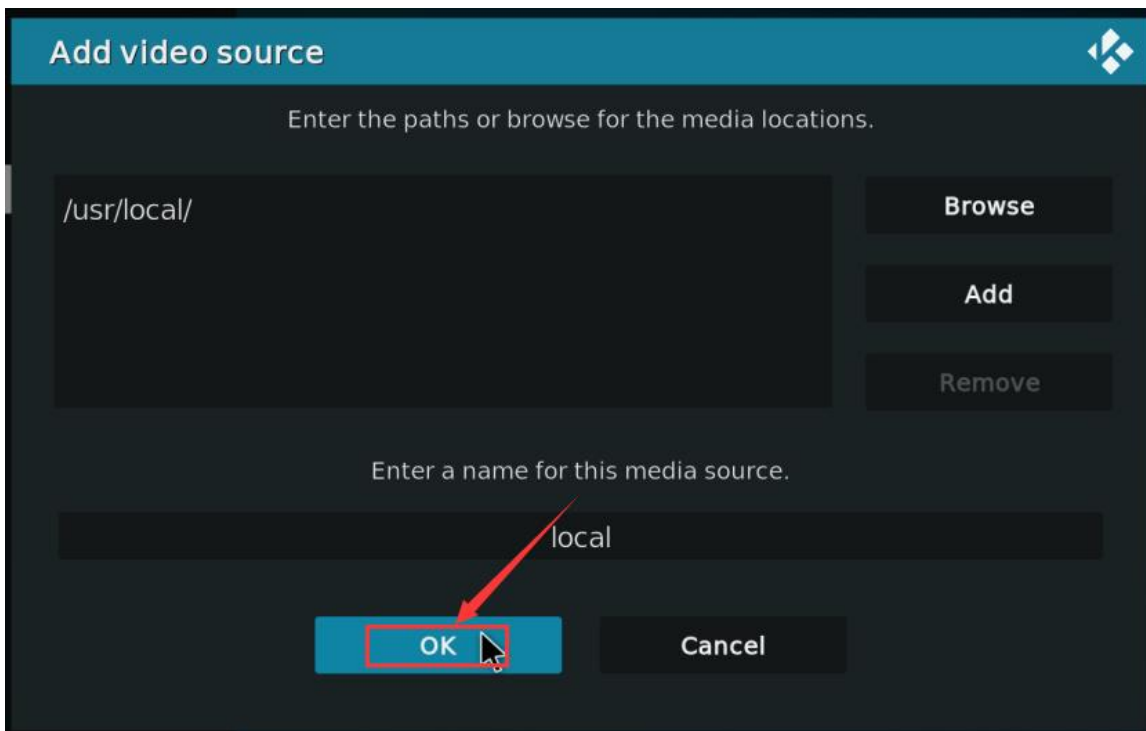 Add video source
Enter the paths or browse for the media locations.
/usr/local/
Browse
Add
Remove
Enter a name for this media source.
local
OK
Cancel